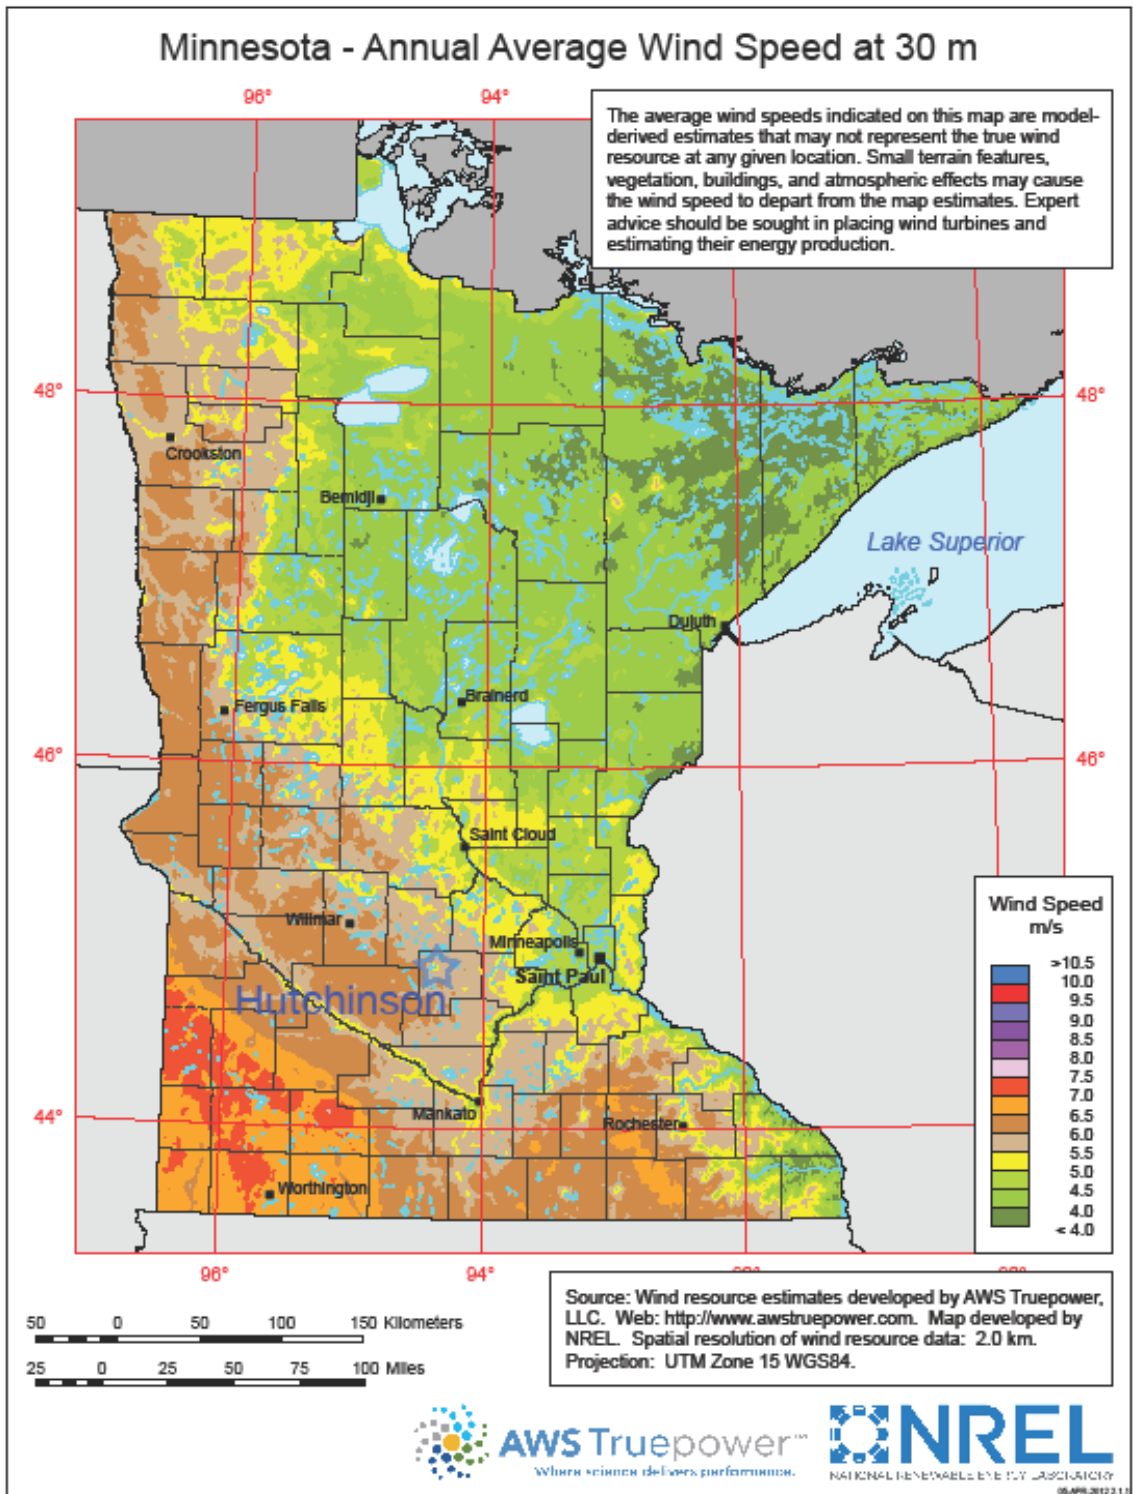 Minnesota - Annual Average Wind Speed at 30 m
96°
94°
The average wind speeds indicated on this map are model-
derived estimates that may not represent the true wind
resource at any given location. Small terrain features,
vegetation, buildings, and atmospheric effects may cause
the wind speed to depart from the map estimates. Expert
advice should be sought in placing wind turbines and
estimating their energy production.
48°
48°
Crookston
Bemidji
Lake Superior
Duluth
Brainerd
Fergus Falls
46°
46°
Saint Cloud
Willmar
Minneapolis
Saint Paul
Hutchinson
Wind Speed
m/s
>10.5
10.0
9.5
9.0
8.5
8.0
7.5
7.0
6.5
6.0
5.5
5.0
4.5
4.0
< 4.0
44°
Mankato
Rochester
Worthington
96°
94°
Source: Wind resource estimates developed by AWS Truepower,
LLC. Web: http://www.awstruepower.com. Map developed by
NREL. Spatial resolution of wind resource data: 2.0 km.
Projection: UTM Zone 15 WGS84.
50 0 50 100 150 Kilometers
25 0 25 50 75 100 Miles
AWS Truepower™
Where science delivers performance.
NREL
NATIONAL RENEWABLE ENERGY LABORATORY